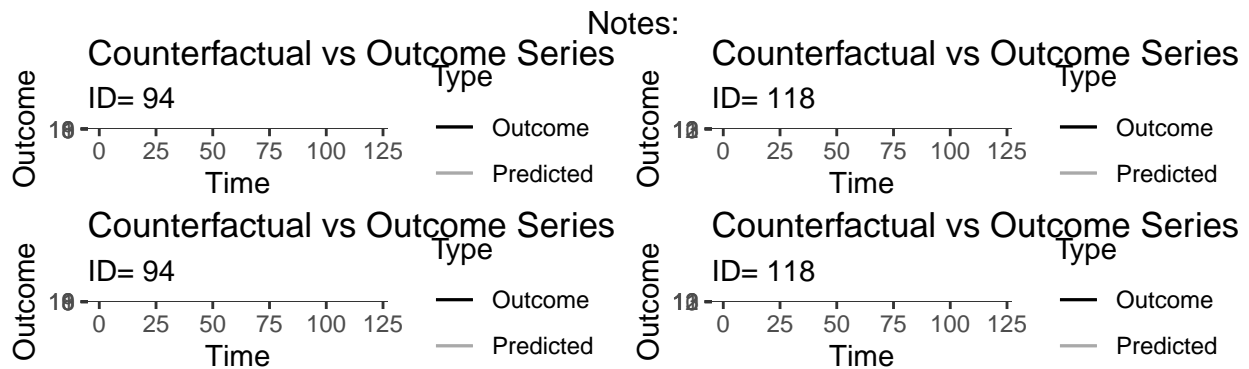 Notes:
Counterfactual vs Outcome Series
ID= 94
Outcome
0 25 50 75 100 125
Time
Type
Outcome
Predicted
Counterfactual vs Outcome Series
ID= 118
Outcome
0 25 50 75 100 125
Time
Type
Outcome
Predicted
Counterfactual vs Outcome Series
ID= 94
Outcome
0 25 50 75 100 125
Time
Type
Outcome
Predicted
Counterfactual vs Outcome Series
ID= 118
Outcome
0 25 50 75 100 125
Time
Type
Outcome
Predicted